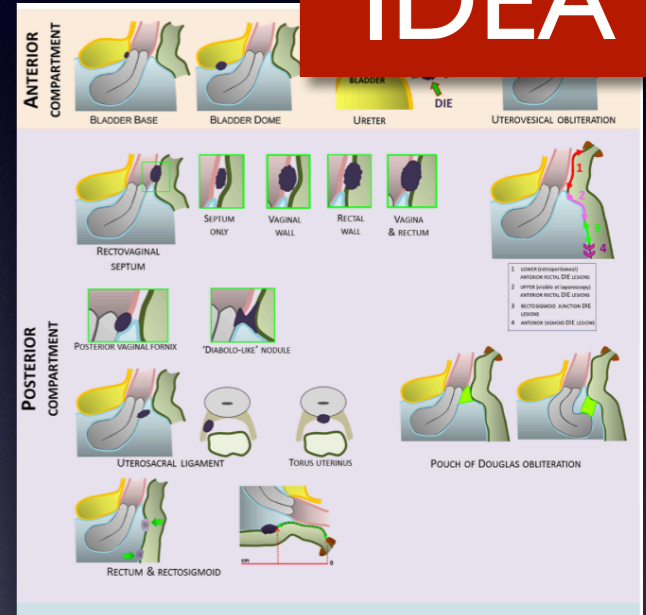 IDEA
ANTERIOR
COMPARTMENT
BLADDER BASE
BLADDER DOME
BLADDER
DIE
URETER
UTEROVESICAL OBLITERATION
POSTERIOR
COMPARTMENT
RECTOVAGINAL
SEPTUM
SEPTUM
ONLY
VAGINAL
WALL
RECTAL
WALL
VAGINA
& RECTUM
1
2
3
4
1 LOWER (retroperitoneal)
ANTERIOR RECTAL DIE LESIONS
2 UPPER (visible at laparoscopy)
ANTERIOR RECTAL DIE LESIONS
3 RECTOSIGMOID JUNCTION DIE
LESIONS
4 ANTERIOR SIGMOID DIE LESIONS
POSTERIOR VAGINAL FORNIX
'DIABOLO-LIKE' NODULE
UTEROSACRAL LIGAMENT
TORUS UTERINUS
POUCH OF DOUGLAS OBLITERATION
RECTUM & RECTOSIGMOID
cm
0